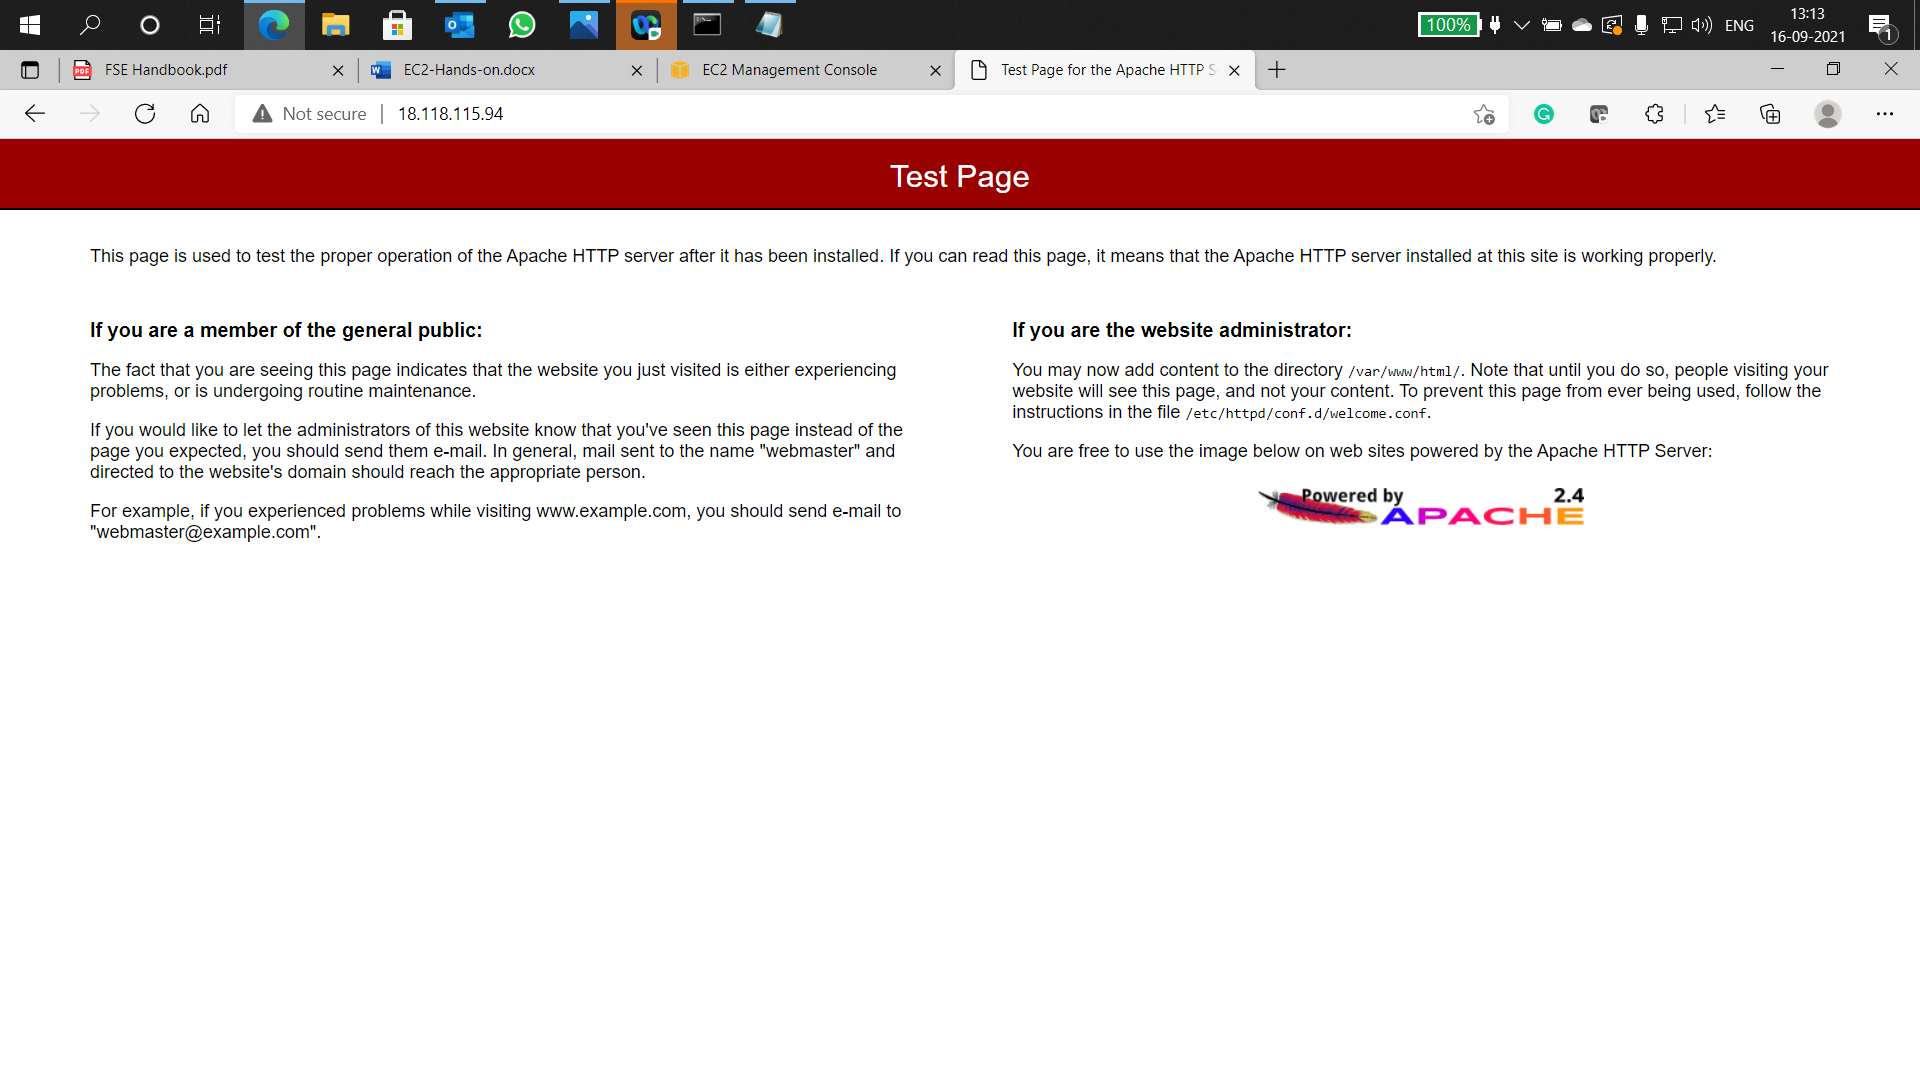 100%
ENG
13:13
16-09-2021
1
FSE Handbook.pdf
EC2-Hands-on.docx
EC2 Management Console
Test Page for the Apache HTTP S
Not secure
18.118.115.94
Test Page
This page is used to test the proper operation of the Apache HTTP server after it has been installed. If you can read this page, it means that the Apache HTTP server installed at this site is working properly.
If you are a member of the general public:
The fact that you are seeing this page indicates that the website you just visited is either experiencing
problems, or is undergoing routine maintenance.
If you would like to let the administrators of this website know that you've seen this page instead of the
page you expected, you should send them e-mail. In general, mail sent to the name "webmaster" and
directed to the website's domain should reach the appropriate person.
For example, if you experienced problems while visiting www.example.com, you should send e-mail to
"webmaster@example.com".
If you are the website administrator:
You may now add content to the directory /var/www/html/. Note that until you do so, people visiting your
website will see this page, and not your content. To prevent this page from ever being used, follow the
instructions in the file /etc/httpd/conf.d/welcome.conf.
You are free to use the image below on web sites powered by the Apache HTTP Server:
Powered by 2.4
APACHE